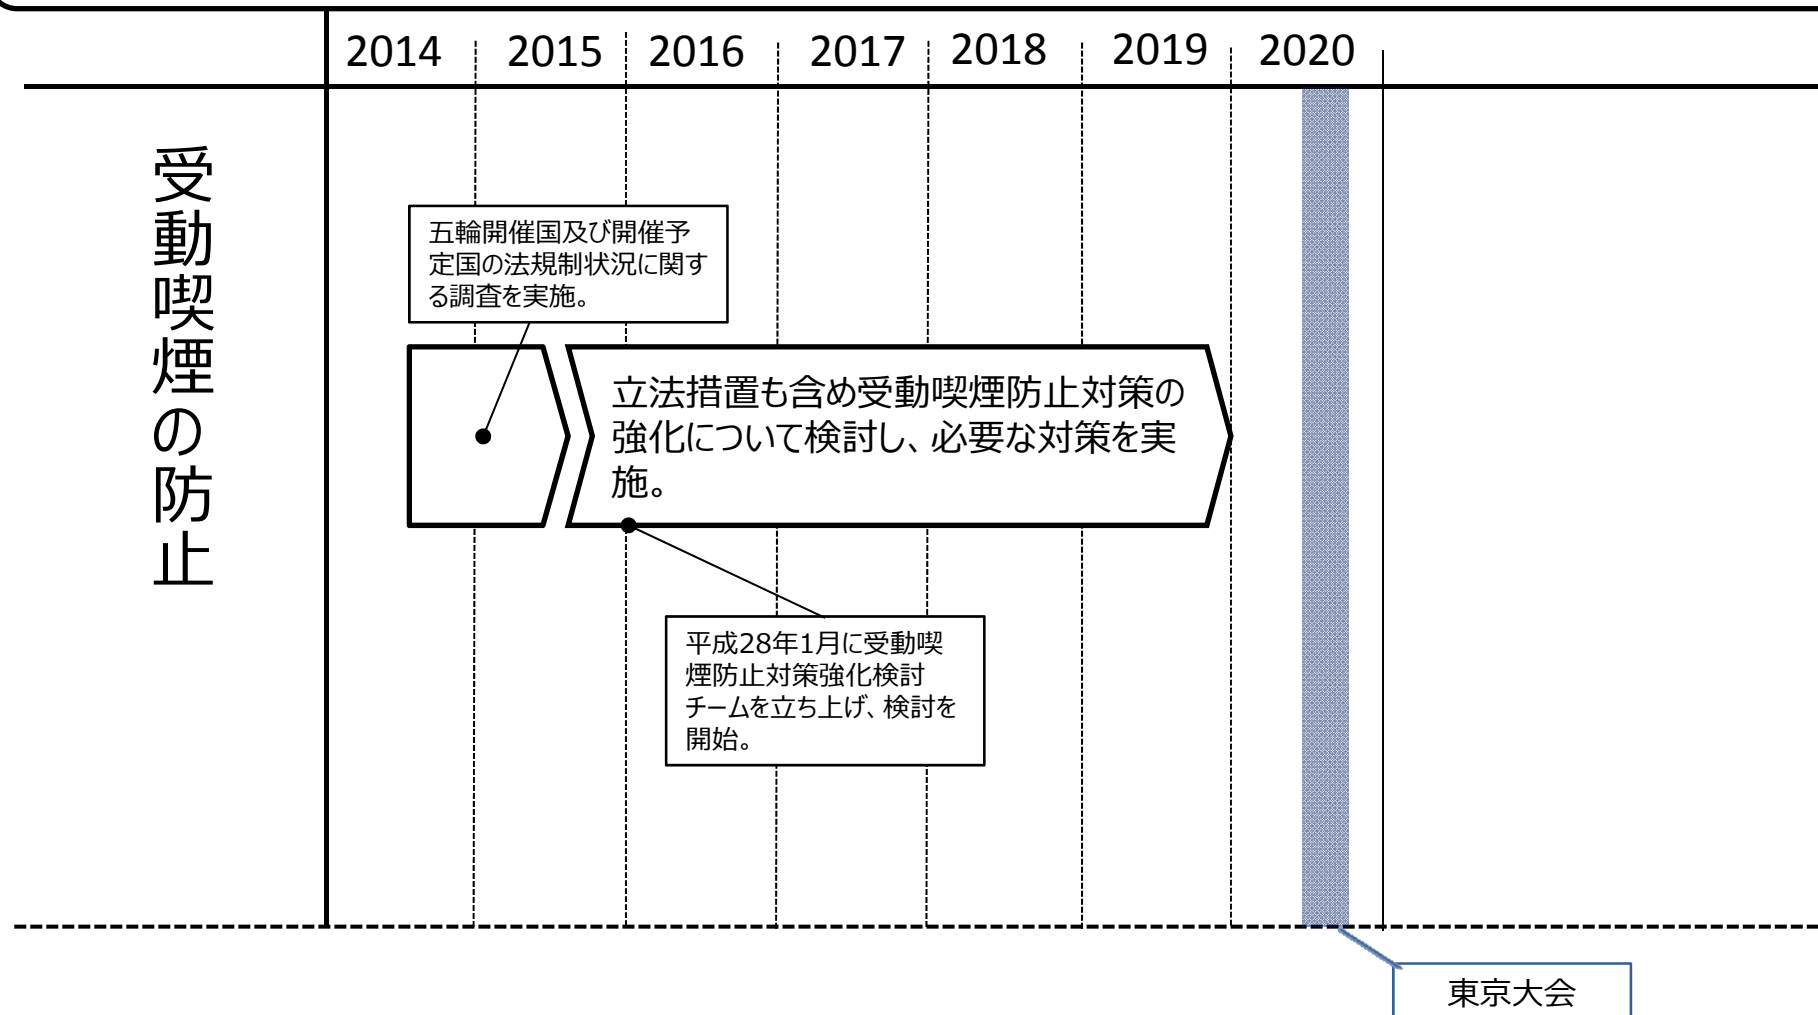 2014 2015 2016 2017 2018 2019 2020
受動喫煙の防止
五輪開催国及び開催予
定国の法規制状況に関す
る調査を実施。
立法措置も含め受動喫煙防止対策の
強化について検討し、必要な対策を実
施。
平成28年1月に受動喫
煙防止対策強化検討
チームを立ち上げ、検討を
開始。
東京大会